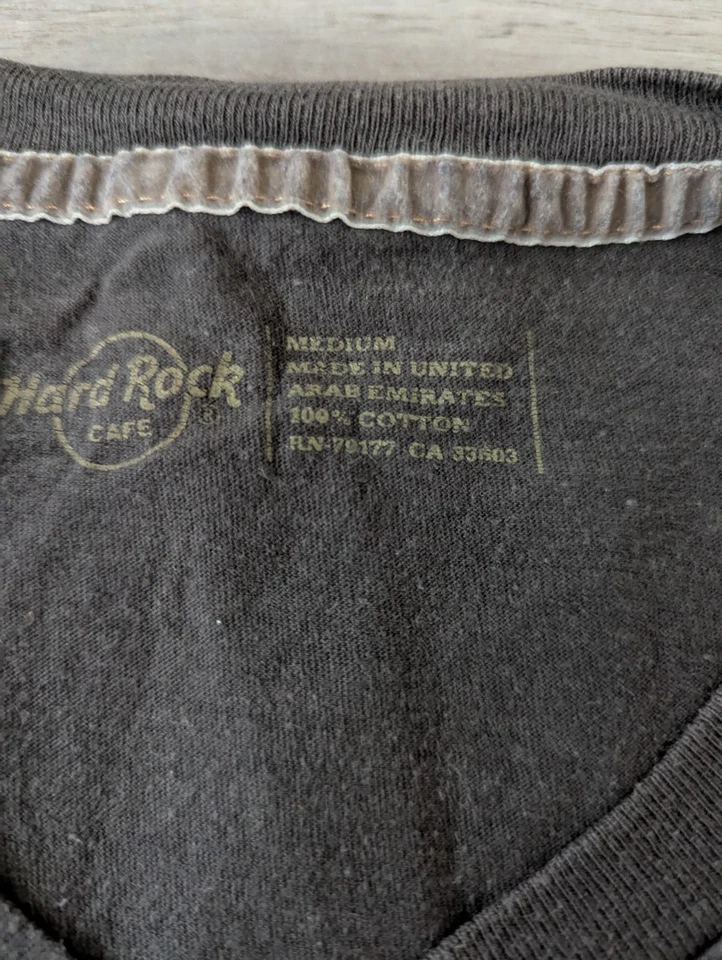 Hard Rock
CAFE
®
MEDIUM
MADE IN UNITED
ARAB EMIRATES
100% COTTON
RN-79177 CA 33603